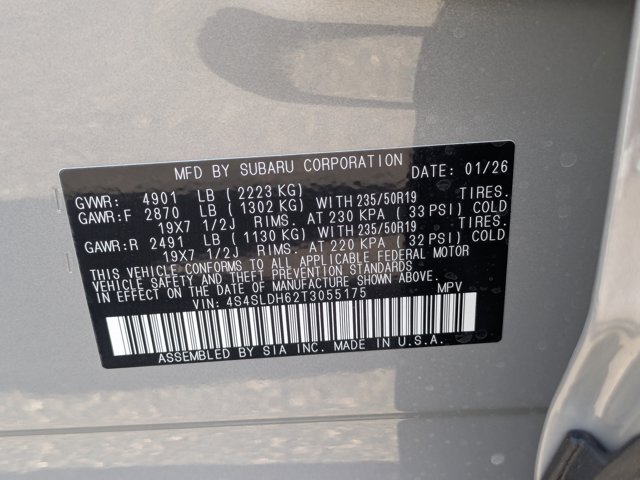 MFD BY SUBARU CORPORATION DATE: 01/26
GVWR: 4901 LB ( 2223 KG) TIRES.
GAWR:F 2870 LB ( 1302 KG) WITH 235/50R19
19X7 1/2J RIMS. AT 230 KPA ( 33 PSI) COLD
GAWR:R 2491 LB ( 1130 KG) WITH 235/50R19 TIRES.
19X7 1/2J RIMS. AT 220 KPA ( 32 PSI) COLD
THIS VEHICLE CONFORMS TO ALL APPLICABLE FEDERAL MOTOR
VEHICLE SAFETY AND THEFT PREVENTION STANDARDS
IN EFFECT ON THE DATE OF MANUFACTURE SHOWN ABOVE.
VIN: 4S4SLDH62T3055175 MPV
ASSEMBLED BY SIA INC. MADE IN U.S.A.